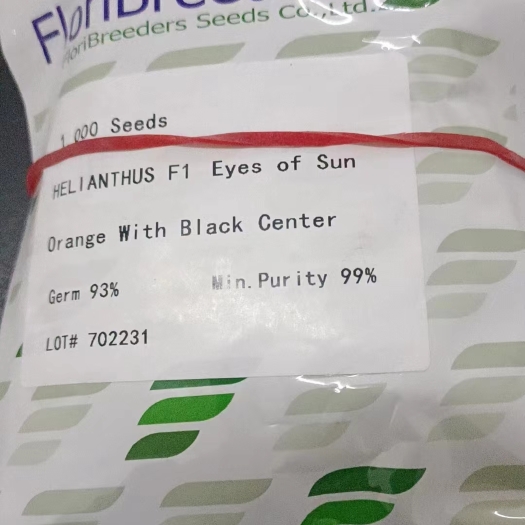 FloriBreeders Seeds Co.,Ltd.
1,000 Seeds
HELIANTHUS F1 Eyes of Sun
Orange With Black Center
Germ 93% Min.Purity 99%
LOT# 702231